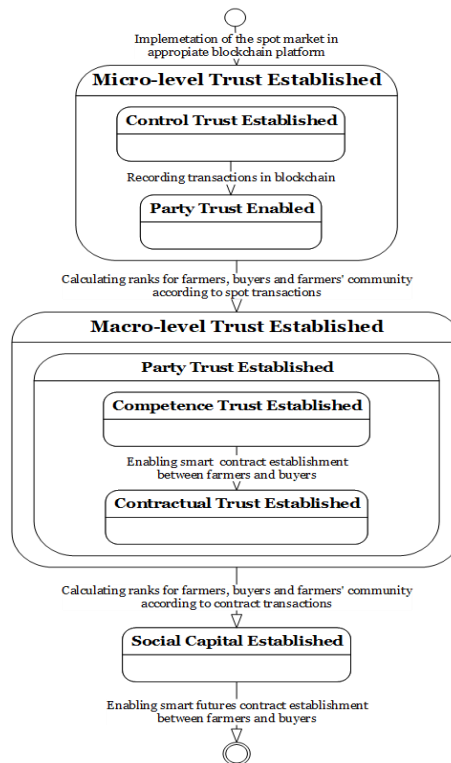 Implemetation of the spot market in
appropiate blockchain platform
Micro-level Trust Established
Control Trust Established
Recording transactions in blockchain
Party Trust Enabled
Calculating ranks for farmers, buyers and farmers' community
according to spot transactions
Macro-level Trust Established
Party Trust Established
Competence Trust Established
Enabling smart contract establishment
between farmers and buyers
Contractual Trust Established
Calculating ranks for farmers, buyers and farmers' community
according to contract transactions
Social Capital Established
Enabling smart futures contract establishment
between farmers and buyers